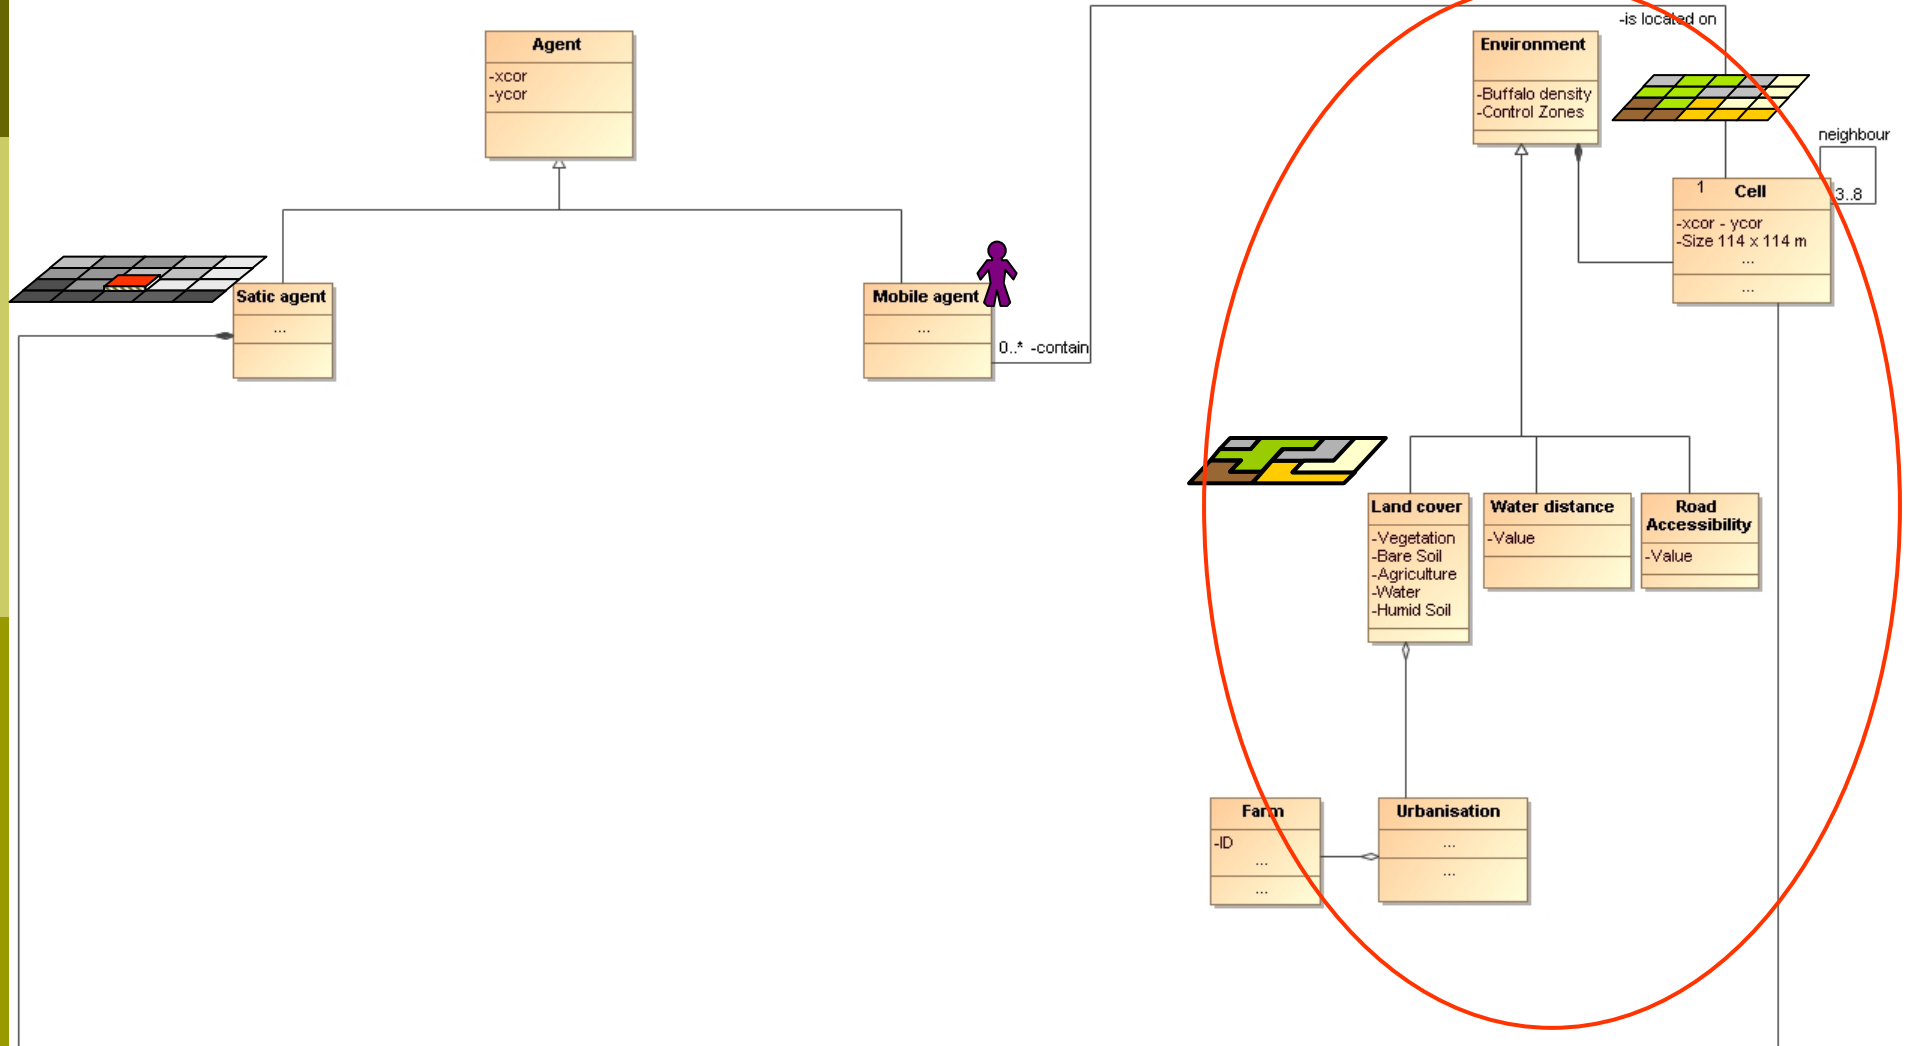 Agent
-xcor
-ycor
Satic agent
...
Mobile agent
...
0..* -contain
-is located on
Environment
-Buffalo density
-Control Zones
neighbour
3..8
1
Cell
-xcor - ycor
-Size 114 x 114 m
...
...
Land cover
-Vegetation
-Bare Soil
-Agriculture
-Water
-Humid Soil
Water distance
-Value
Road
Accessibility
-Value
Farm
-ID
...
...
Urbanisation
...
...